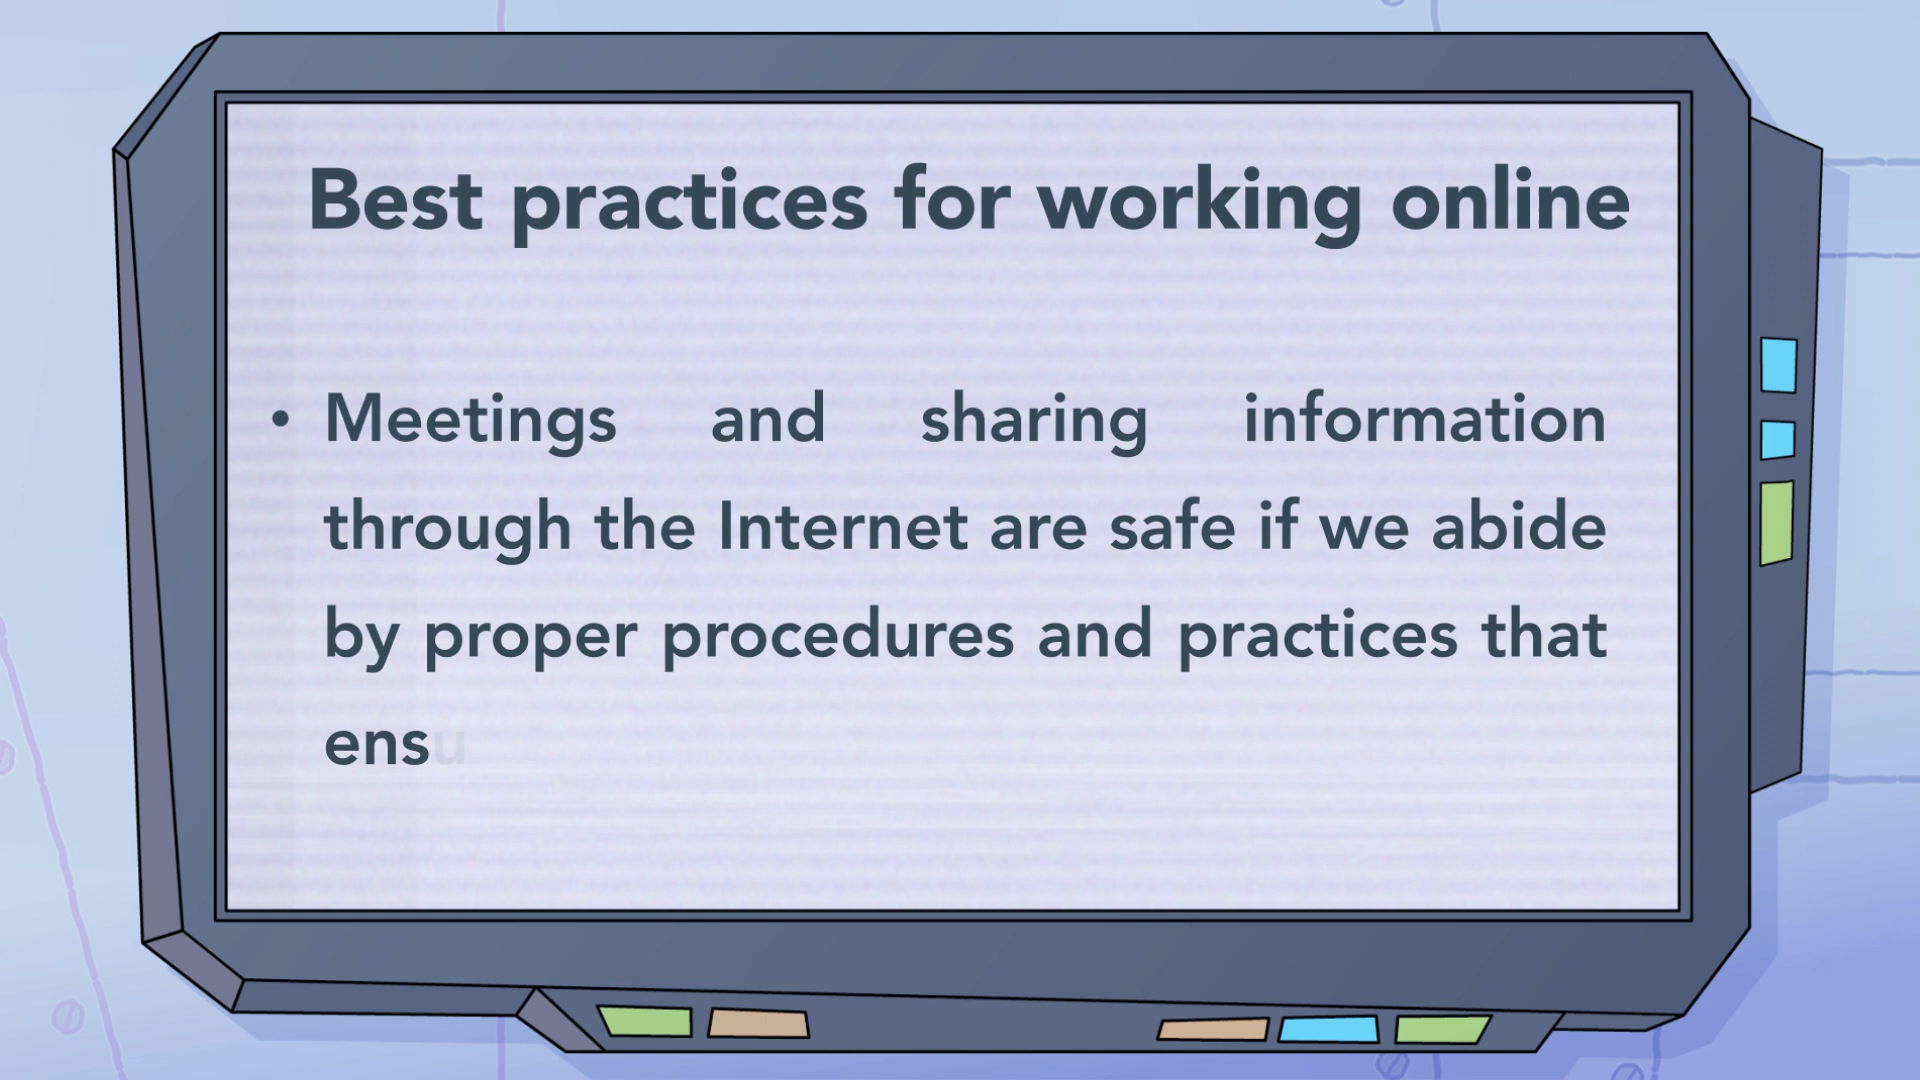 Best practices for working online
• Meetings and sharing information
through the Internet are safe if we abide
by proper procedures and practices that
ensu